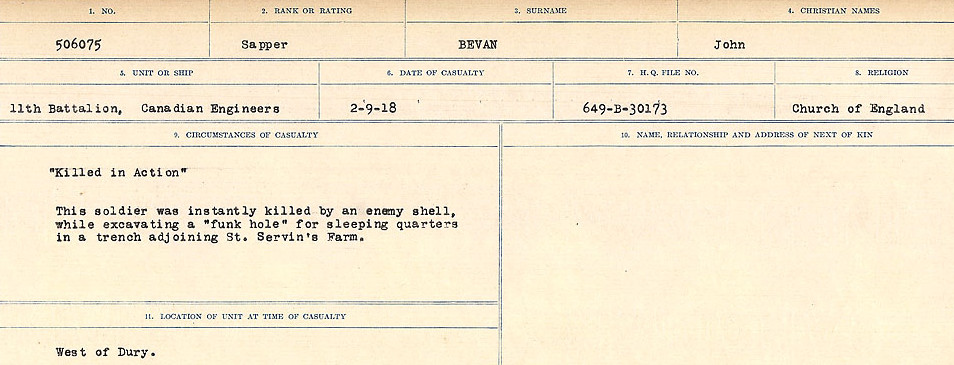 1. NO. 2. RANK OR RATING 3. SURNAME 4. CHRISTIAN NAMES
506075 Sapper BEVAN John
5. UNIT OR SHIP 6. DATE OF CASUALTY 7. H. Q. FILE NO. 8. RELIGION
11th Battalion, Canadian Engineers 2-9-18 649-B-30173 Church of England
9. CIRCUMSTANCES OF CASUALTY 10. NAME, RELATIONSHIP AND ADDRESS OF NEXT OF KIN
"Killed in Action"
This soldier was instantly killed by an enemy shell,
while excavating a "funk hole" for sleeping quarters
in a trench adjoining St. Servin's Farm.
11. LOCATION OF UNIT AT TIME OF CASUALTY
West of Dury.